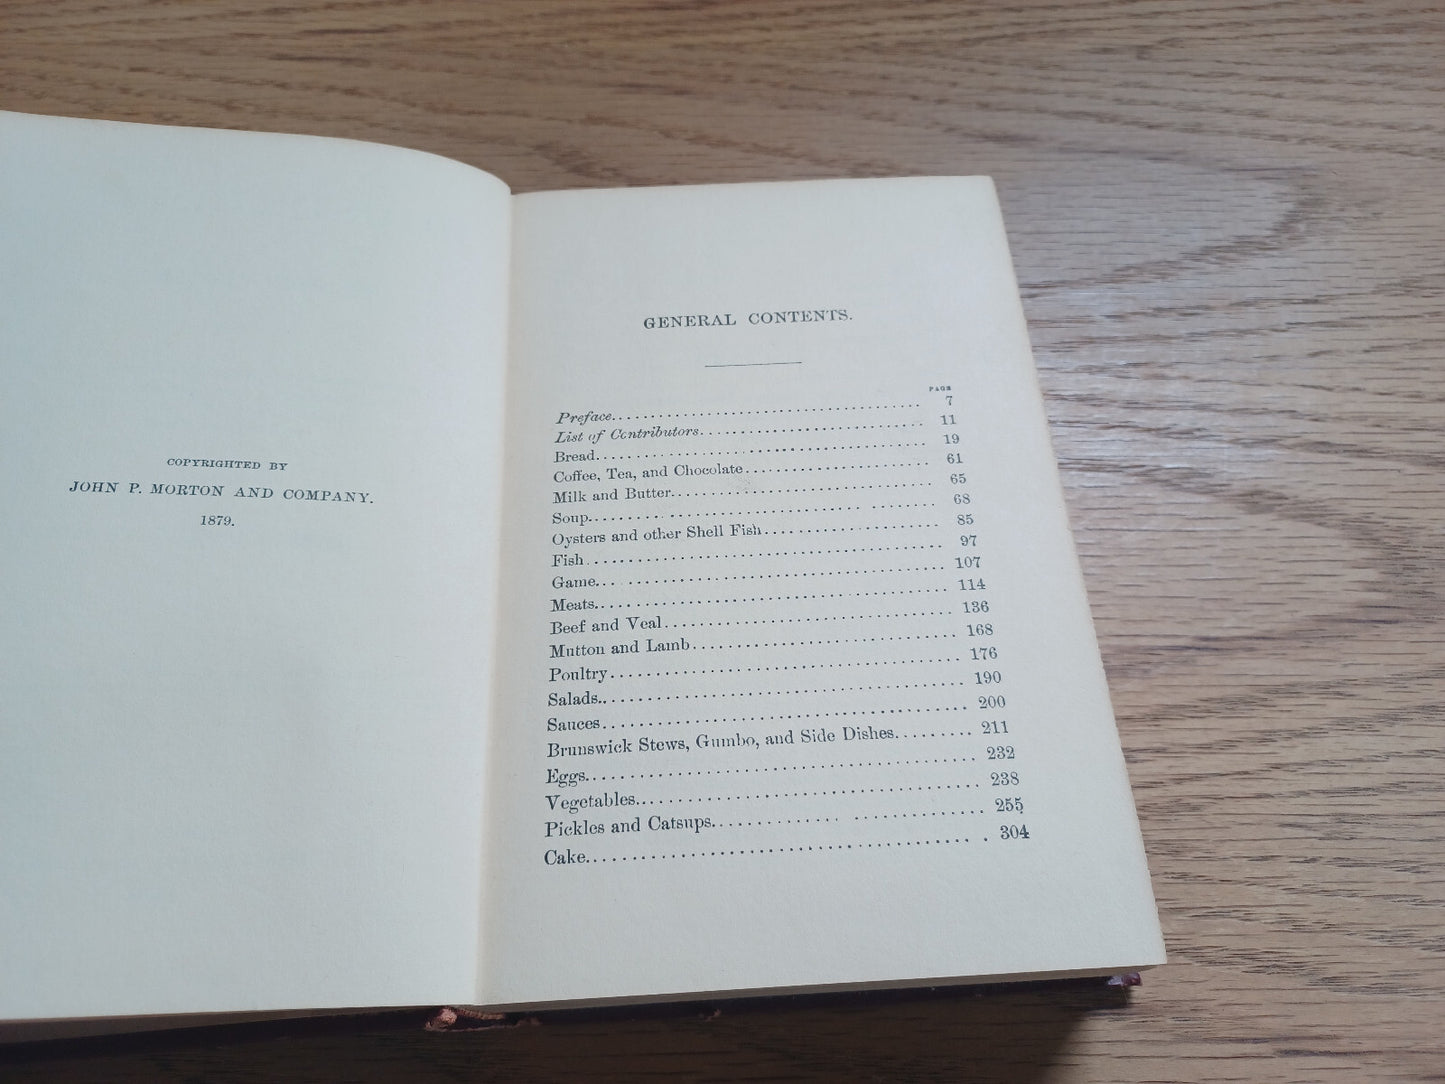 COPYRIGHTED BY
JOHN P. MORTON AND COMPANY.
1879.
GENERAL CONTENTS.
PAGE
Preface........................................ 7
List of Contributors........................... 11
Bread.......................................... 19
Coffee, Tea, and Chocolate..................... 61
Milk and Butter................................ 65
Soup........................................... 68
Oysters and other Shell Fish................... 85
Fish........................................... 97
Game........................................... 107
Meats.......................................... 114
Beef and Veal.................................. 136
Mutton and Lamb................................ 168
Poultry........................................ 176
Salads......................................... 190
Sauces......................................... 200
Brunswick Stews, Gumbo, and Side Dishes......... 211
Eggs........................................... 232
Vegetables..................................... 238
Pickles and Catsups............................ 255
Cake........................................... 304